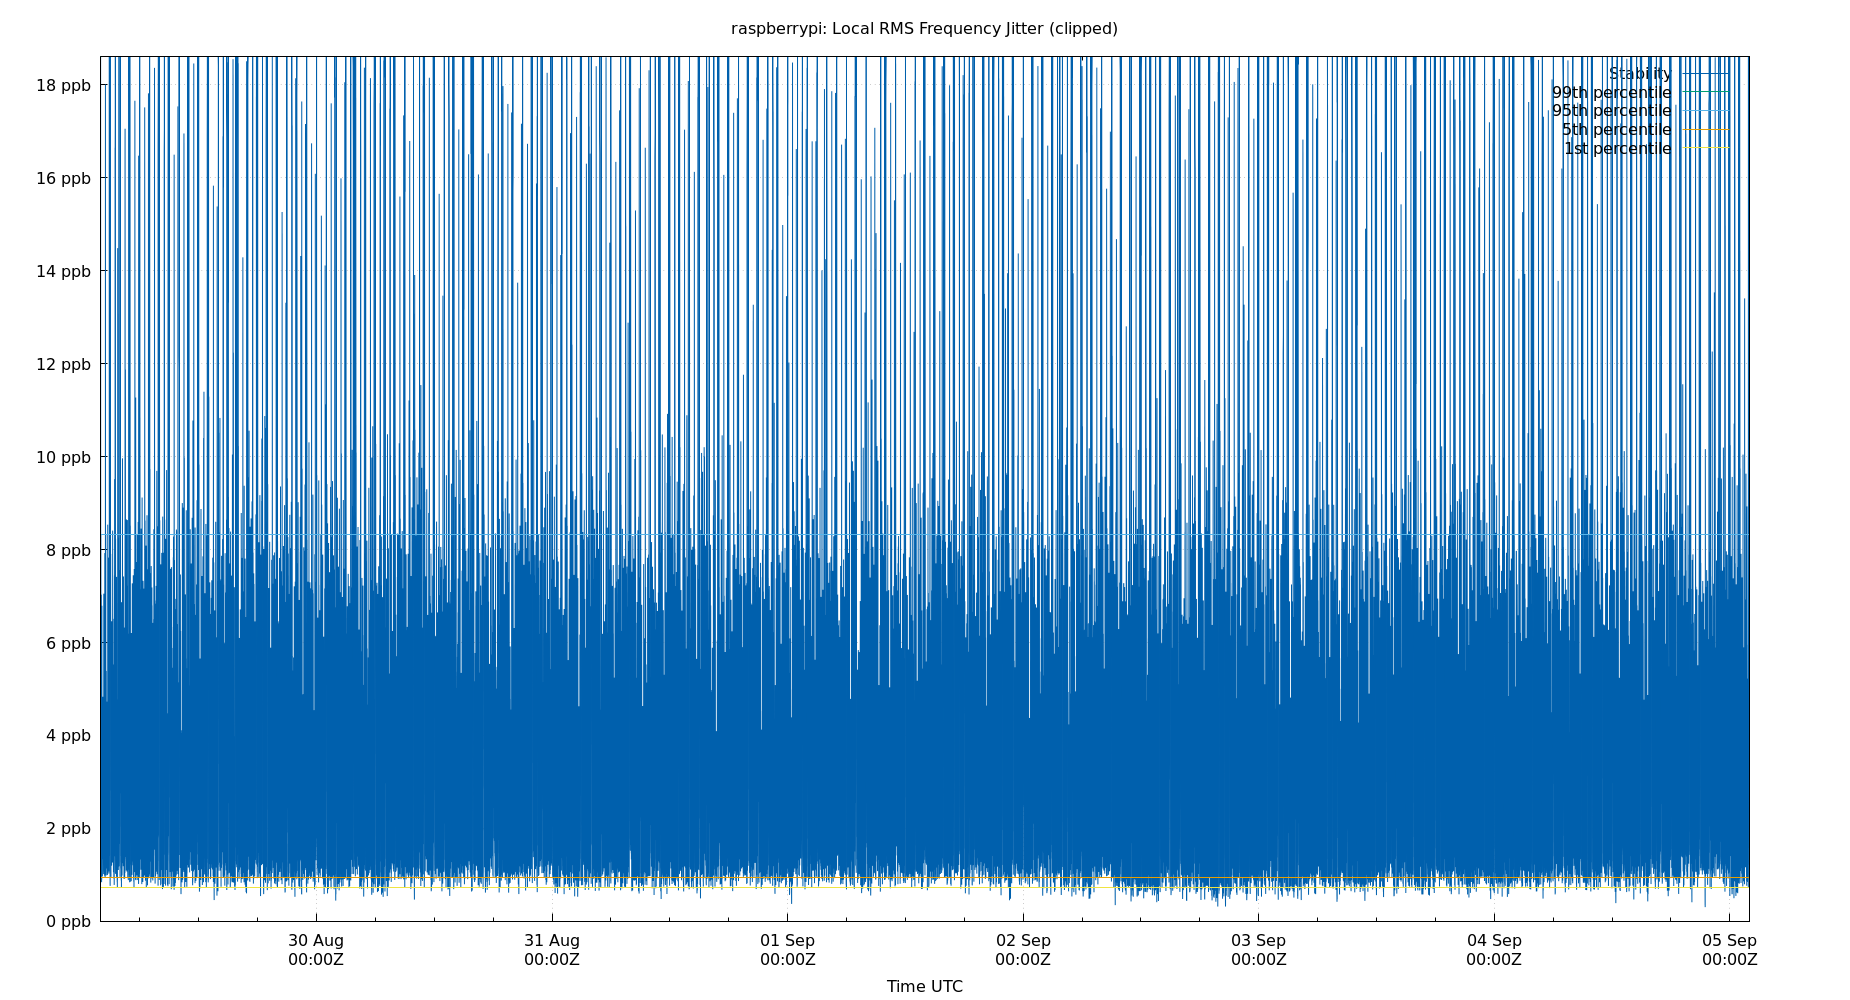 raspberrypi: Local RMS Frequency Jitter (clipped)
Stability
99th percentile
95th percentile
5th percentile
1st percentile
18 ppb
16 ppb
14 ppb
12 ppb
10 ppb
8 ppb
6 ppb
4 ppb
2 ppb
0 ppb
30 Aug
00:00Z
31 Aug
00:00Z
01 Sep
00:00Z
02 Sep
00:00Z
03 Sep
00:00Z
04 Sep
00:00Z
05 Sep
00:00Z
Time UTC